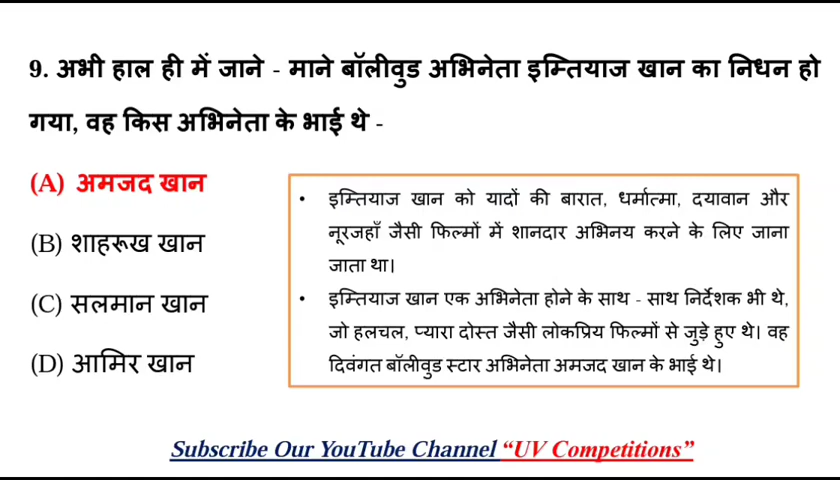 9. अभी हाल ही में जाने - माने बॉलीवुड अभिनेता इम्तियाज खान का निधन हो
गया, वह किस अभिनेता के भाई थे -
(A) अमजद खान
(B) शाहरूख खान
(C) सलमान खान
(D) आमिर खान
• इम्तियाज खान को यादों की बारात, धर्मात्मा, दयावान और
नूरजहाँ जैसी फिल्मों में शानदार अभिनय करने के लिए जाना
जाता था।
• इम्तियाज खान एक अभिनेता होने के साथ - साथ निर्देशक भी थे,
जो हलचल, प्यारा दोस्त जैसी लोकप्रिय फिल्मों से जुड़े हुए थे। वह
दिवंगत बॉलीवुड स्टार अभिनेता अमजद खान के भाई थे।
Subscribe Our YouTube Channel “UV Competitions”